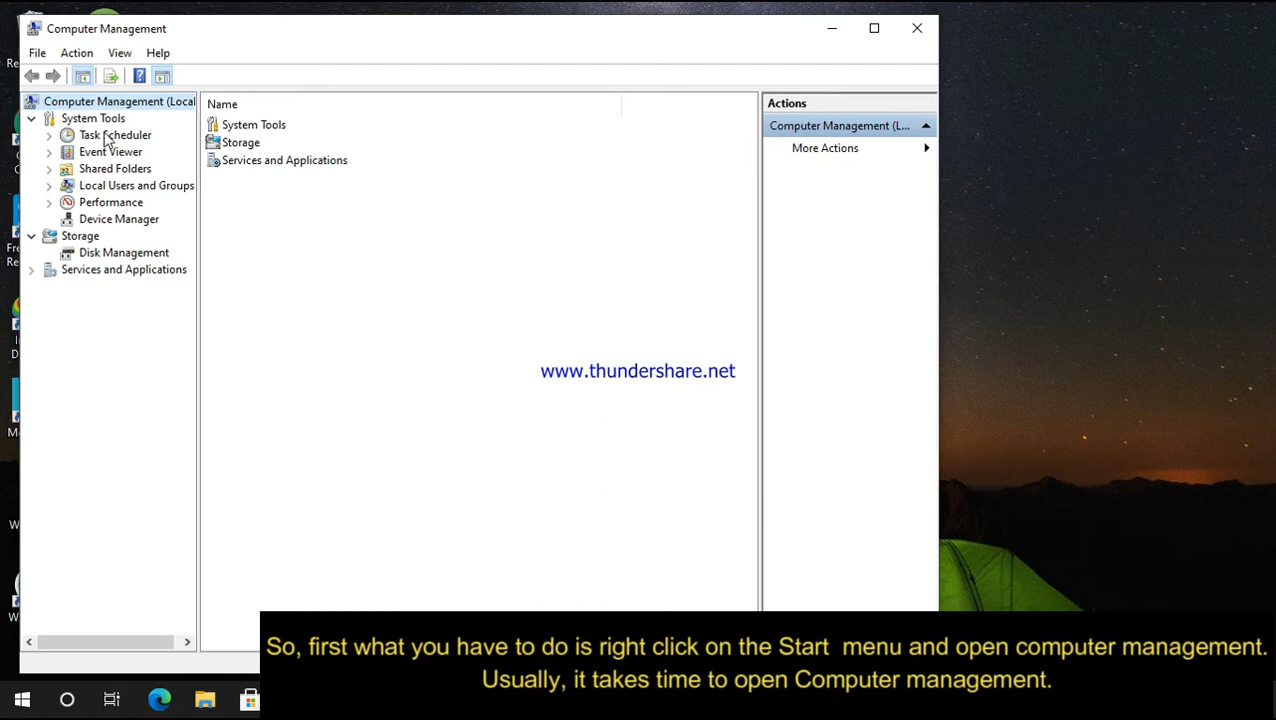 Computer Management
File Action View Help
Computer Management (Local
System Tools
Task Scheduler
Event Viewer
Shared Folders
Local Users and Groups
Performance
Device Manager
Storage
Disk Management
Services and Applications
Name
System Tools
Storage
Services and Applications
Actions
Computer Management (L...
More Actions
www.thundershare.net
So, first what you have to do is right click on the Start menu and open computer management.
Usually, it takes time to open Computer management.